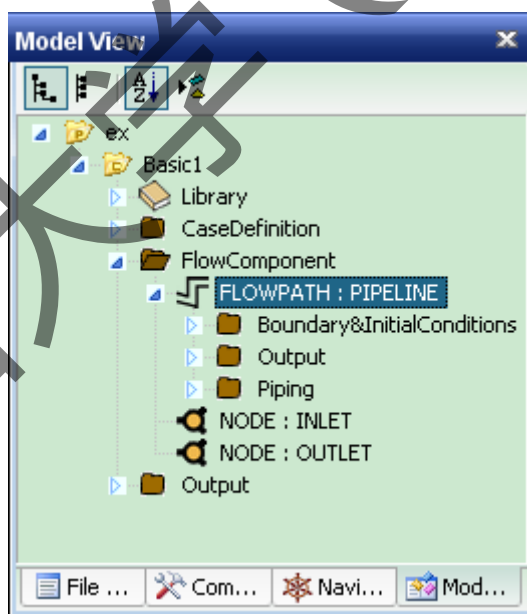 Model View
ex
Basic1
Library
CaseDefinition
FlowComponent
FLOWPATH : PIPELINE
Boundary&InitialConditions
Output
Piping
NODE : INLET
NODE : OUTLET
Output
File ... Com... Navi... Mod...